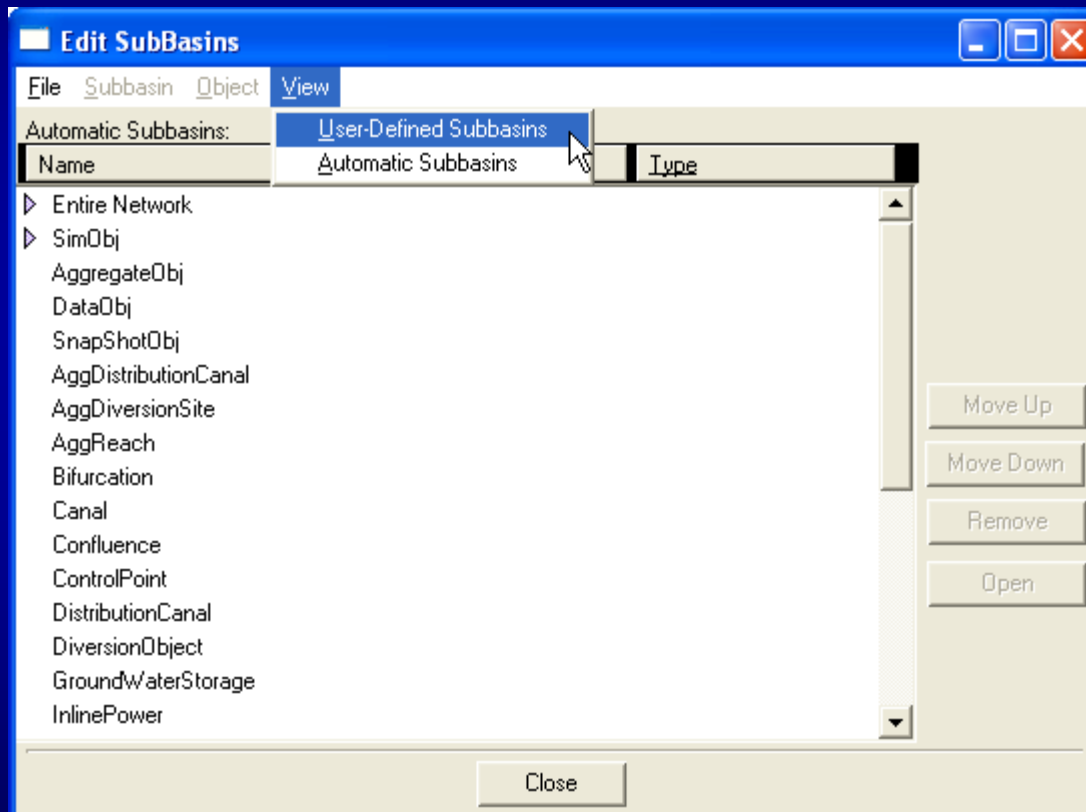 Edit SubBasins
File Subbasin Object View
Automatic Subbasins:
User-Defined Subbasins
Automatic Subbasins
Name Type
Entire Network
SimObj
AggregateObj
DataObj
SnapShotObj
AggDistributionCanal
AggDiversionSite
AggReach
Bifurcation
Canal
Confluence
ControlPoint
DistributionCanal
DiversionObject
GroundWaterStorage
InlinePower
Move Up
Move Down
Remove
Open
Close